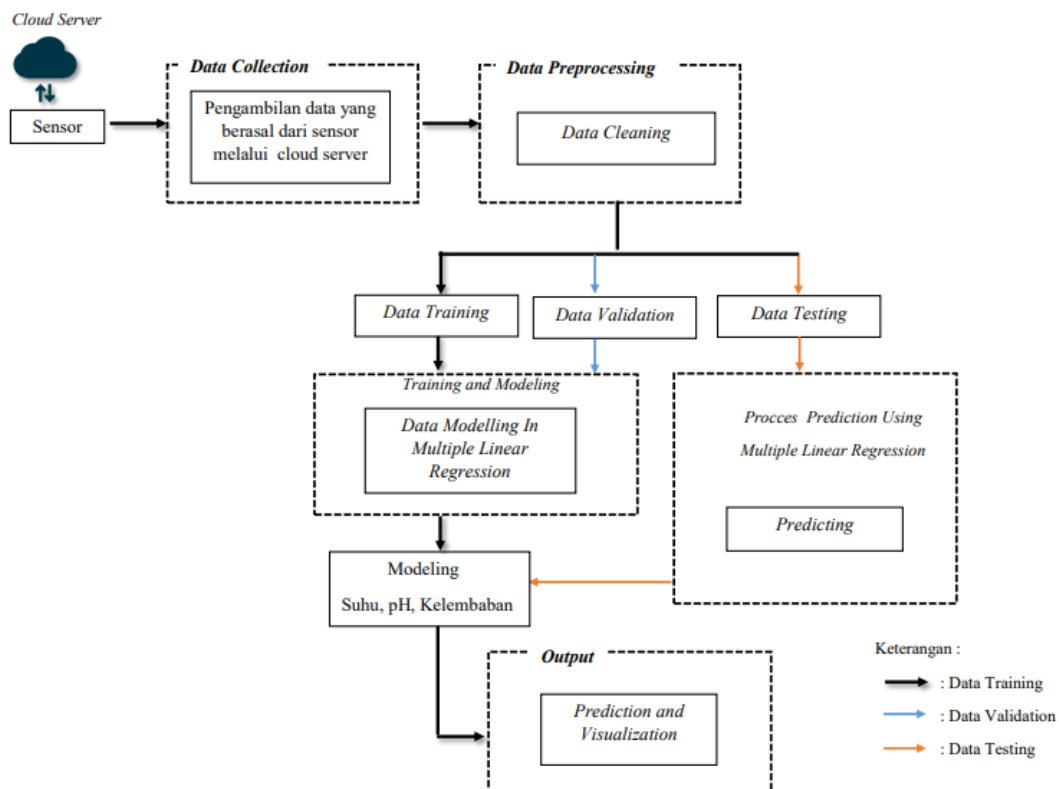 Cloud Server
Sensor
Data Collection
Pengambilan data yang
berasal dari sensor
melalui cloud server
Data Preprocessing
Data Cleaning
Data Training
Data Validation
Data Testing
Training and Modeling
Data Modelling In
Multiple Linear
Regression
Procces Prediction Using
Multiple Linear Regression
Predicting
Modeling
Suhu, pH, Kelembaban
Output
Prediction and
Visualization
Keterangan :
: Data Training
: Data Validation
: Data Testing